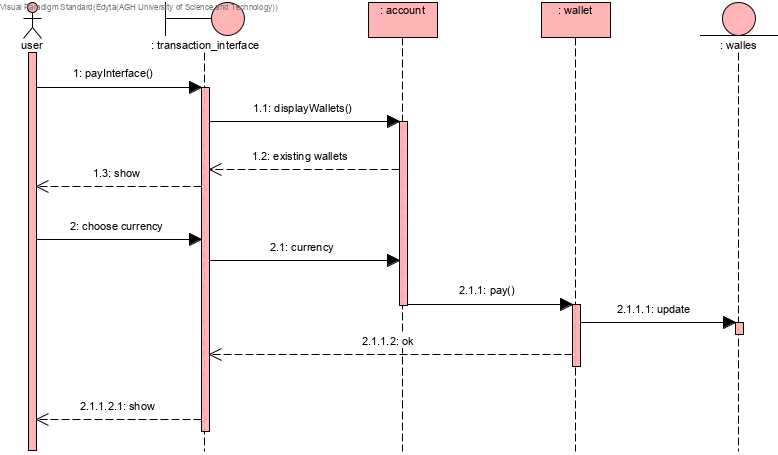 Visual Paradigm Standard(Edyta(AGH University of Science and Technology))
: account
: wallet
user
: transaction_interface
: walles
1: payInterface()
1.1: displayWallets()
1.2: existing wallets
1.3: show
2: choose currency
2.1: currency
2.1.1: pay()
2.1.1.1: update
2.1.1.2: ok
2.1.1.2.1: show